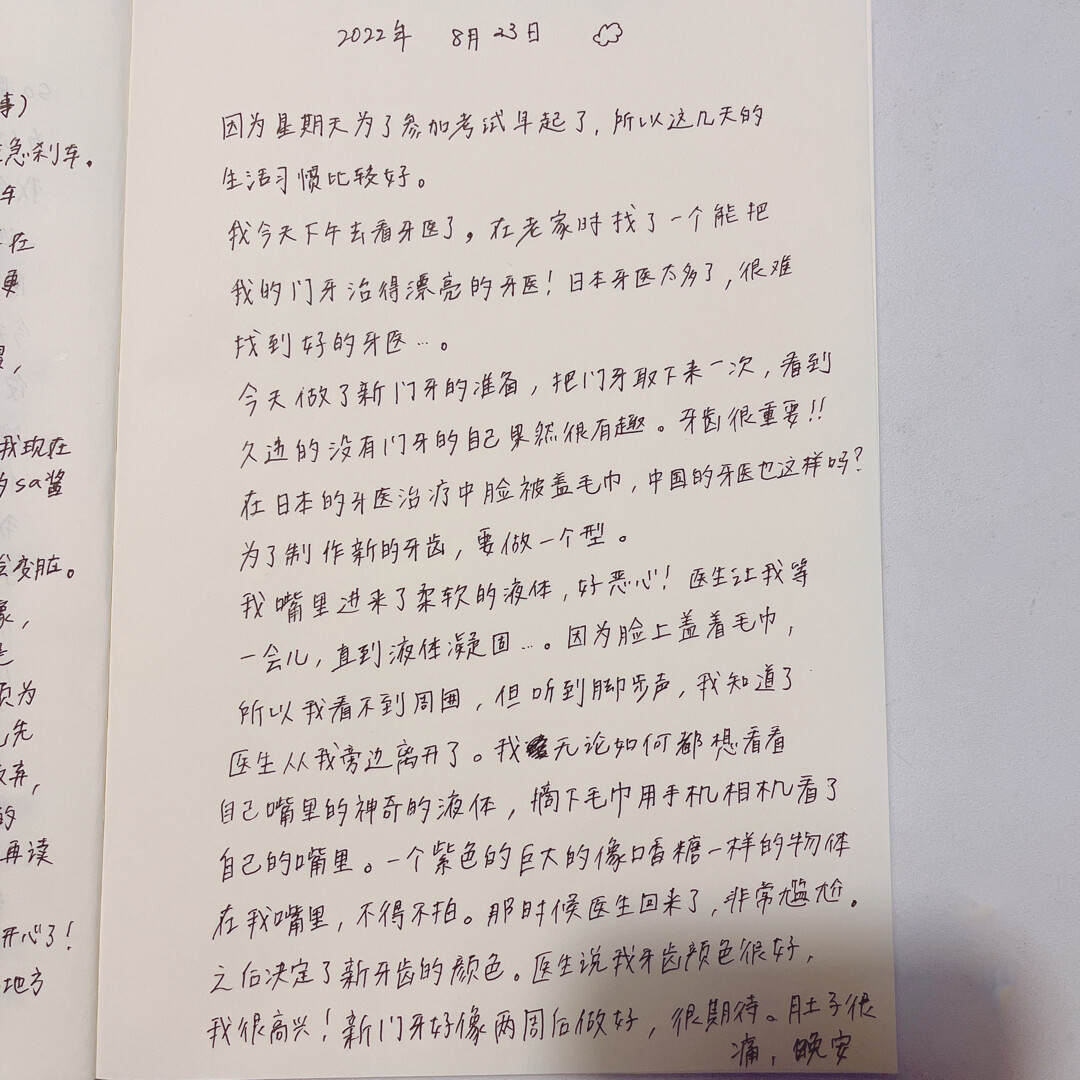 2022年 8月23日
因为星期天为了参加考试早起了，所以这几天的
生活习惯比较好。
我今天下午去看牙医了。在老家时找了一个能把
我的门牙治得漂亮的牙医！日本牙医太多了，很难
找到好的牙医…。
今天做了新门牙的准备，把门牙取下来一次，看到
久违的没有门牙的自己果然很有趣。牙齿很重要!!
在日本的牙医治疗中脸被盖毛巾，中国的牙医也这样吗？
为了制作新的牙齿，要做一个型。
我嘴里进来了柔软的液体，好恶心！医生让我等
一会儿，直到液体凝固…。因为脸上盖着毛巾，
所以我看不到周围，但听到脚步声，我知道了
医生从我旁边离开了。我无论如何都想看看
自己嘴里的神奇的液体，摘下毛巾用手机相机看了
自己的嘴里。一个紫色的巨大的像口香糖一样的物体
在我嘴里，不得不拍。那时候医生回来了，非常尴尬。
之后决定了新牙齿的颜色。医生说我牙齿颜色很好，
我很高兴！新门牙好像两周后做好，很期待。肚子很
痛，晚安
事）
急刹车。
车
在
更
，
我现在
sa酱
变脏。
，
为
先
弃，
的
再读
开心了！
地方